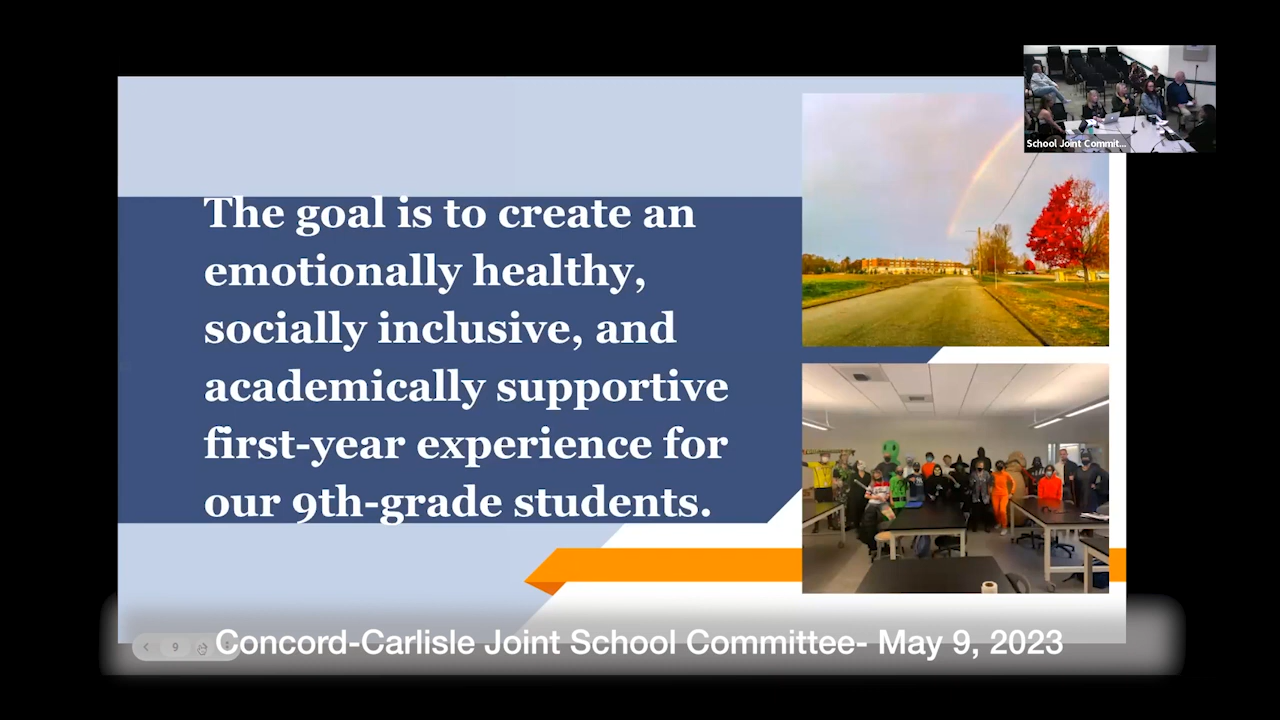 School Joint Commit...
The goal is to create an
emotionally healthy,
socially inclusive, and
academically supportive
first-year experience for
our 9th-grade students.
9
Concord-Carlisle Joint School Committee- May 9, 2023